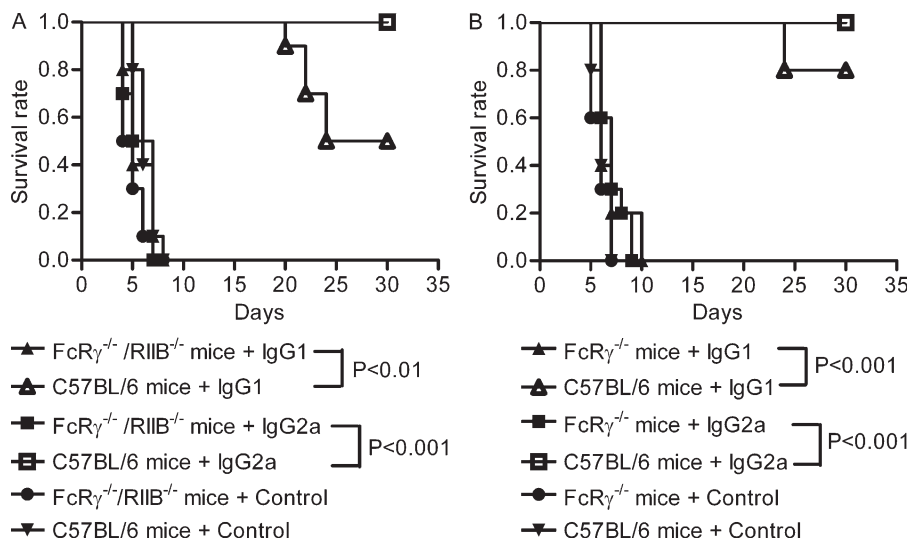 A
Survival rate
1.0
0.8
0.6
0.4
0.2
0.0
0 5 10 15 20 25 30 35
Days
FcRγ-/- /RIIB-/- mice + IgG1
C57BL/6 mice + IgG1
P<0.01
FcRγ-/- /RIIB-/- mice + IgG2a
C57BL/6 mice + IgG2a
P<0.001
FcRγ-/-/RIIB-/- mice + Control
C57BL/6 mice + Control
B
Survival rate
1.0
0.8
0.6
0.4
0.2
0.0
0 5 10 15 20 25 30 35
Days
FcRγ-/- mice + IgG1
C57BL/6 mice + IgG1
P<0.001
FcRγ-/- mice + IgG2a
C57BL/6 mice + IgG2a
P<0.001
FcRγ-/- mice + Control
C57BL/6 mice + Control